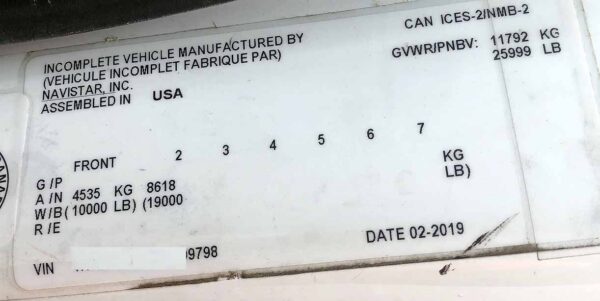 CAN ICES-2/NMB-2
INCOMPLETE VEHICLE MANUFACTURED BY
(VEHICULE INCOMPLET FABRIQUE PAR)
NAVISTAR, INC.
ASSEMBLED IN USA
GVWR/PNBV: 11792 KG
25999 LB
FRONT 2 3 4 5 6 7
G/P
A/N 4535 KG 8618 KG
W/B (10000 LB) (19000 LB)
R/E
DATE 02-2019
VIN 09798